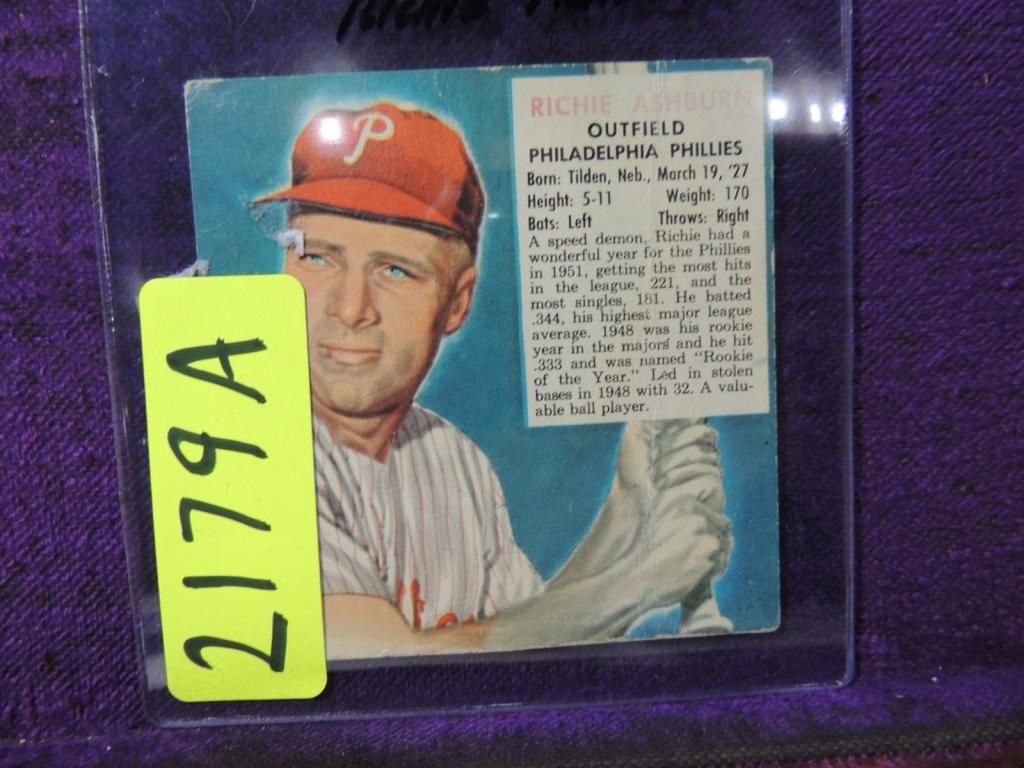 Richie
P
RICHIE ASHBURN
OUTFIELD
PHILADELPHIA PHILLIES
Born: Tilden, Neb., March 19, '27
Height: 5-11 Weight: 170
Bats: Left Throws: Right
A speed demon, Richie had a
wonderful year for the Phillies
in 1951, getting the most hits
in the league, 221, and the
most singles, 181. He batted
.344, his highest major league
average. 1948 was his rookie
year in the majors and he hit
.333 and was named "Rookie
of the Year." Led in stolen
bases in 1948 with 32. A valu-
able ball player.
2179A